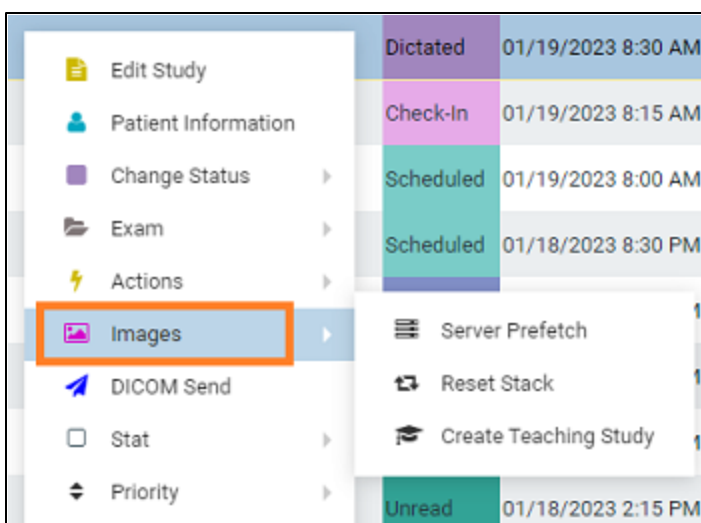 Dictated 01/19/2023 8:30 AM
Edit Study
Patient Information
Check-In 01/19/2023 8:15 AM
Change Status
Scheduled 01/19/2023 8:00 AM
Exam
Scheduled 01/18/2023 8:30 PM
Actions
Images
Server Prefetch
DICOM Send
Reset Stack
Stat
Create Teaching Study
Priority
Unread 01/18/2023 2:15 PM